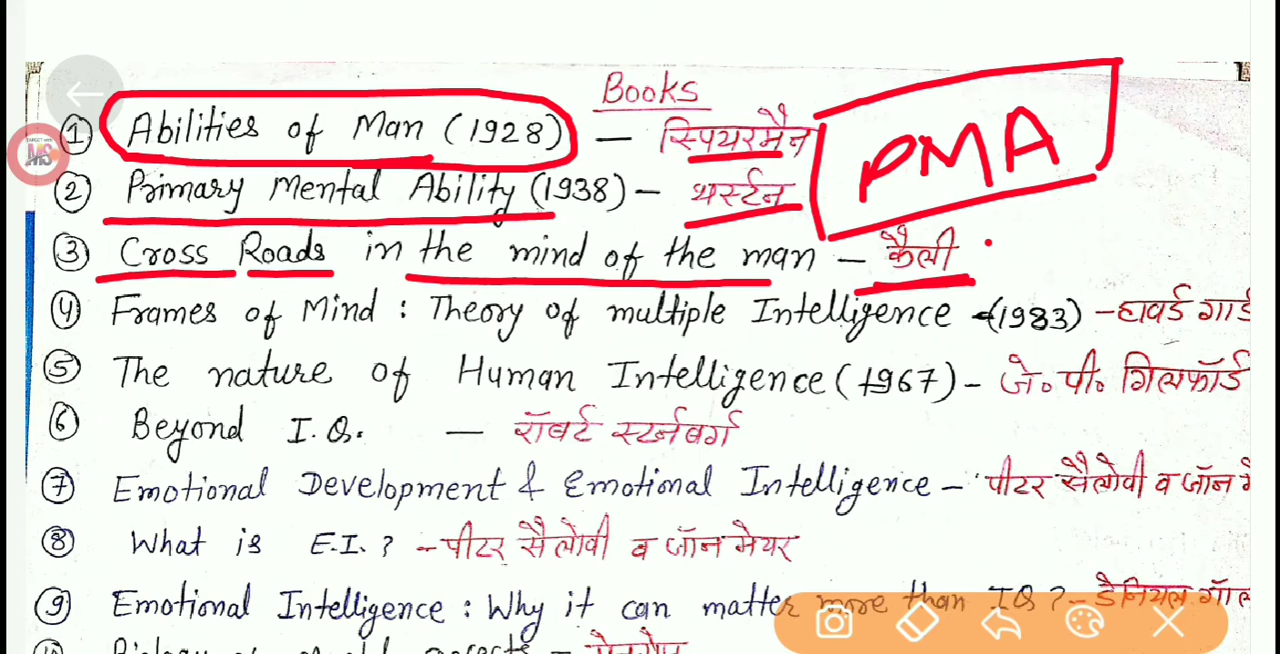 Books
① Abilities of Man (1928) — स्पियरमैन
PMA
② Primary Mental Ability (1938) – थर्स्टन
③ Cross Roads in the mind of the man – कैली
④ Frames of Mind : Theory of multiple Intelligence (1983) – हावर्ड गार्ड
⑤ The nature of Human Intelligence (1967) – जे० पी० गिलफॉर्ड
⑥ Beyond I.Q. — रॉबर्ट स्टर्नबर्ग
⑦ Emotional Development & Emotional Intelligence – पीटर सैलोवी व जॉन मे
⑧ What is E.I.? – पीटर सैलोवी व जॉन मेयर
⑨ Emotional Intelligence : Why it can matter more than IQ? – डेनियल गॉल
MS